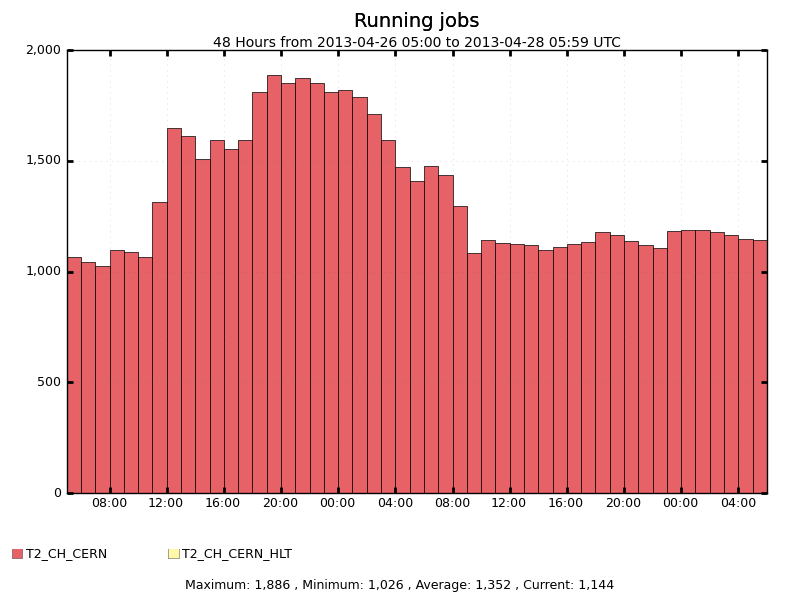 Running jobs
48 Hours from 2013-04-26 05:00 to 2013-04-28 05:59 UTC
2,000
1,500
1,000
500
0
08:00 12:00 16:00 20:00 00:00 04:00 08:00 12:00 16:00 20:00 00:00 04:00
T2_CH_CERN T2_CH_CERN_HLT
Maximum: 1,886 , Minimum: 1,026 , Average: 1,352 , Current: 1,144